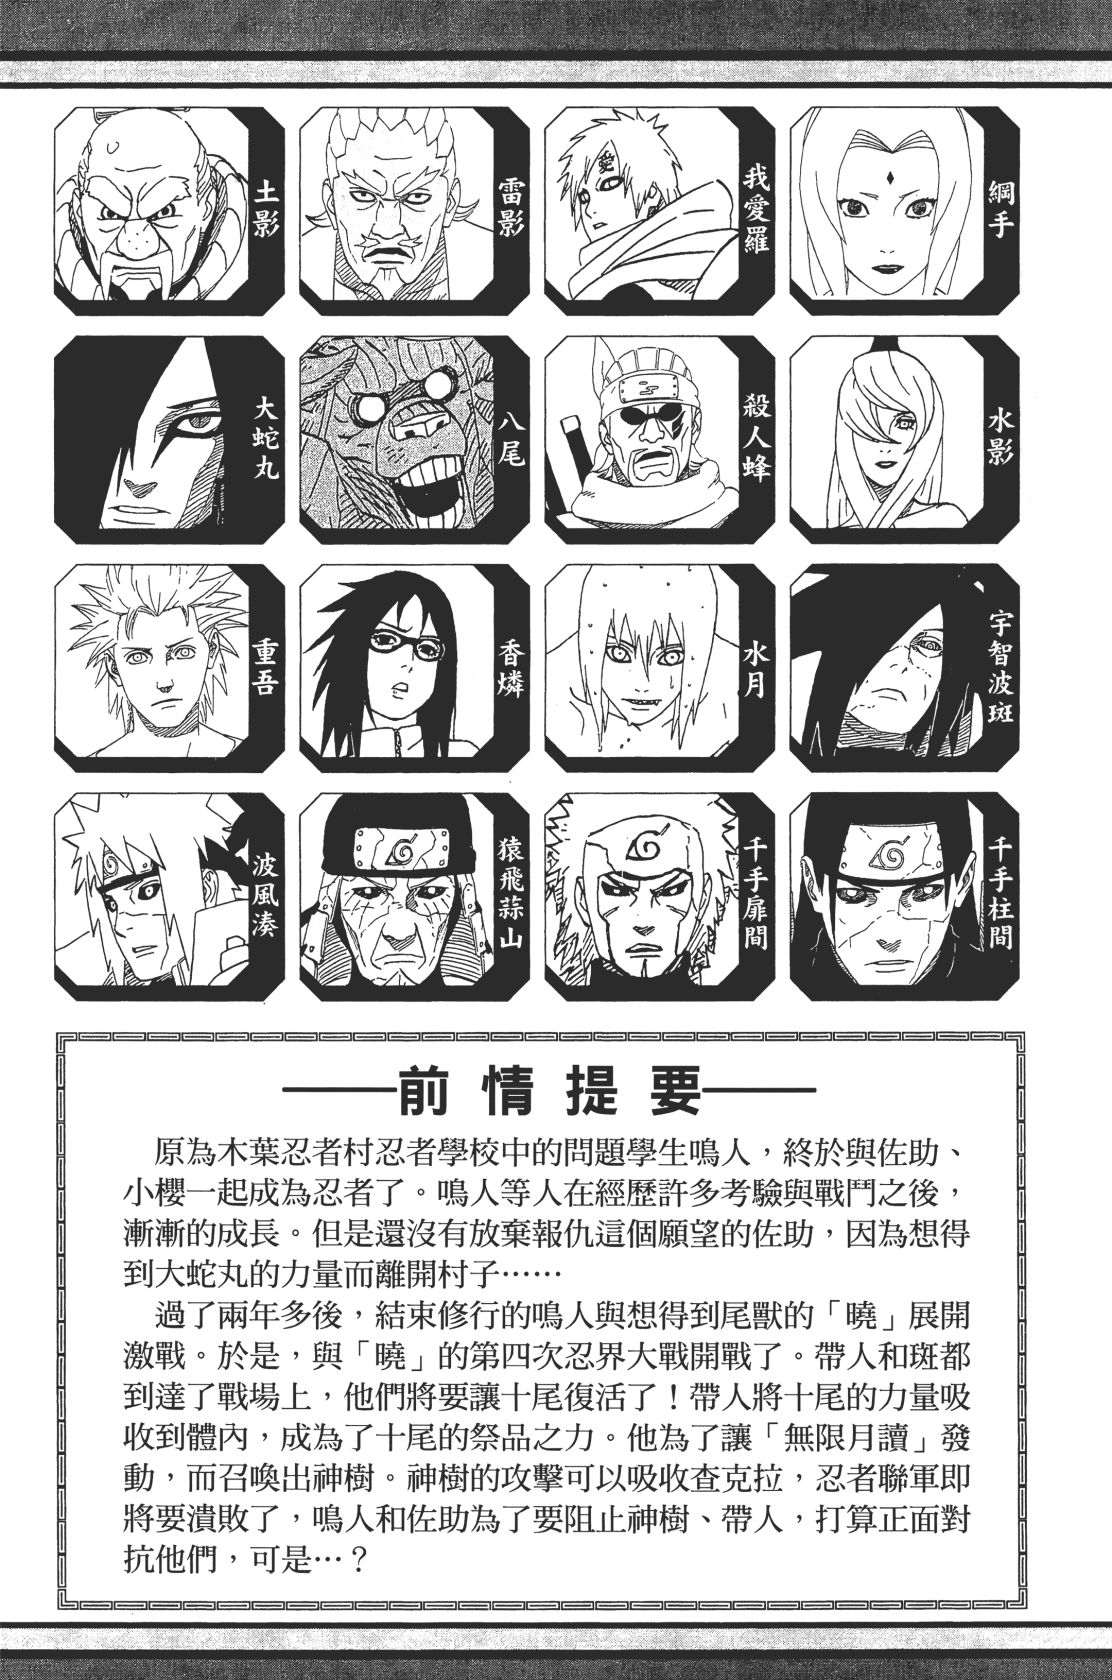 綱手
我愛羅
雷影
土影
水影
殺人蜂
八尾
大蛇丸
宇智波斑
水月
香燐
重吾
千手柱間
千手扉間
猿飛蒜山
波風湊
前情提要
原為木葉忍者村忍者學校中的問題學生鳴人，終於與佐助、
小櫻一起成為忍者了。鳴人等人在經歷許多考驗與戰鬥之後，
漸漸的成長。但是還沒有放棄報仇這個願望的佐助，因為想得
到大蛇丸的力量而離開村子……
過了兩年多後，結束修行的鳴人與想得到尾獸的「曉」展開
激戰。於是，與「曉」的第四次忍界大戰開戰了。帶人和斑都
到達了戰場上，他們將要讓十尾復活了！帶人將十尾的力量吸
收到體內，成為了十尾的祭品之力。他為了讓「無限月讀」發
動，而召喚出神樹。神樹的攻擊可以吸收查克拉，忍者聯軍即
將要潰敗了，鳴人和佐助為了要阻止神樹、帶人，打算正面對
抗他們，可是…？